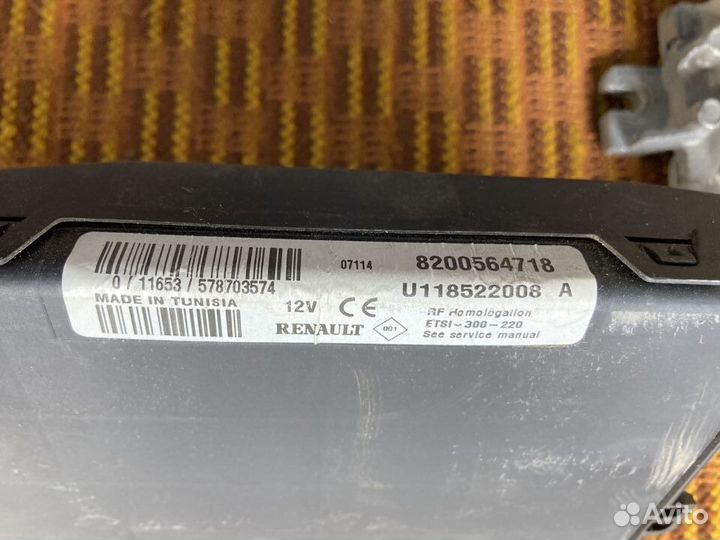 07114 8200564718
0/11653/578703574 U118522008 A
MADE IN TUNISIA 12V CE RF Homologation
RENAULT 001 ETSI-300-220
See service manual
Avito